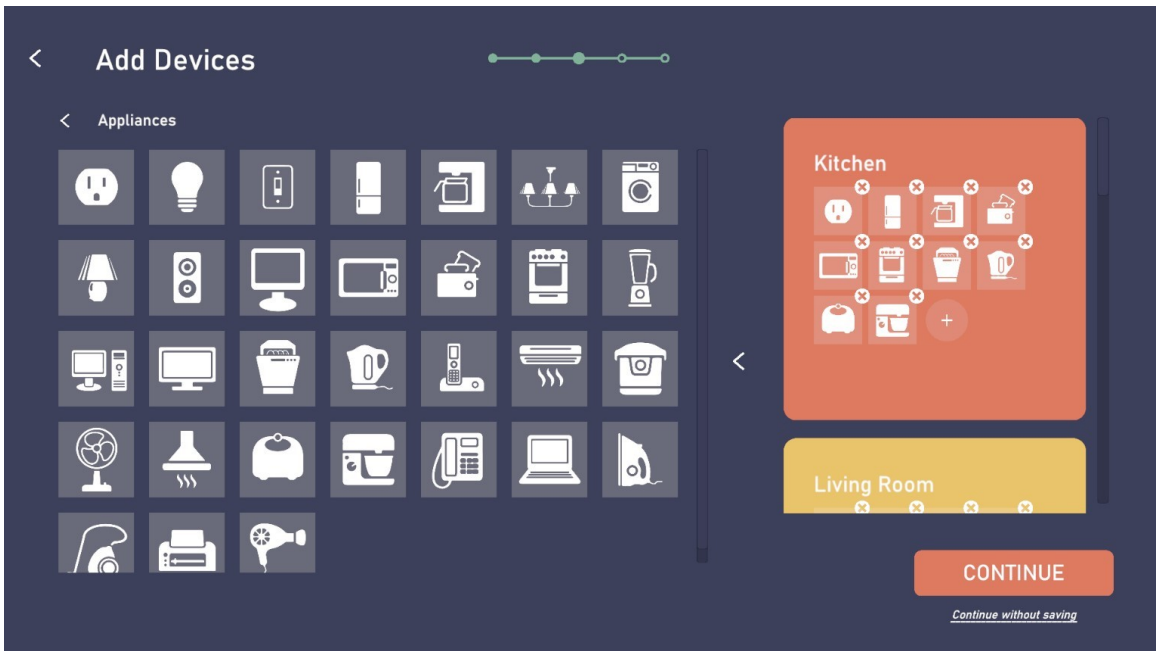 Add Devices
Appliances
Kitchen
Living Room
CONTINUE
Continue without saving